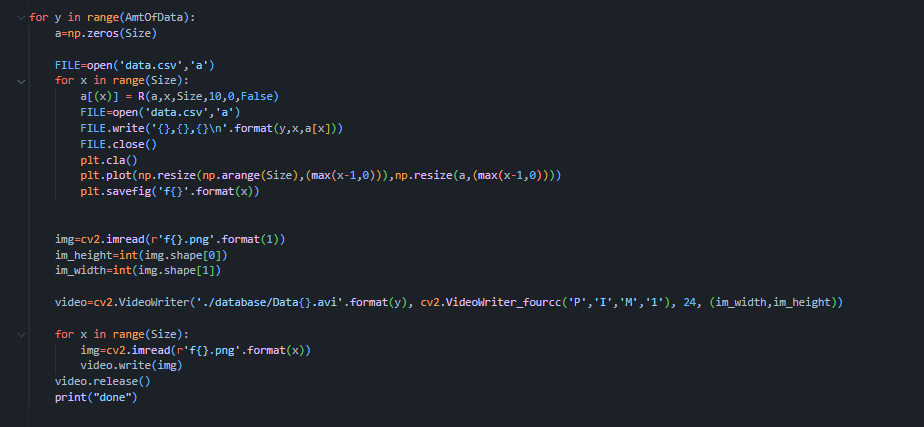 for y in range(AmtOfData):
    a=np.zeros(Size)
    FILE=open('data.csv','a')
    for x in range(Size):
        a[(x)] = R(a,x,Size,10,0,False)
        FILE=open('data.csv','a')
        FILE.write('{},{},{}\n'.format(y,x,a[x]))
        FILE.close()
        plt.cla()
        plt.plot(np.resize(np.arange(Size),(max(x-1,0))),np.resize(a,(max(x-1,0))))
        plt.savefig('f{}'.format(x))
    img=cv2.imread(r'f{}.png'.format(1))
    im_height=int(img.shape[0])
    im_width=int(img.shape[1])
    video=cv2.VideoWriter('./database/Data{}.avi'.format(y), cv2.VideoWriter_fourcc('P','I','M','1'), 24, (im_width,im_height))
    for x in range(Size):
        img=cv2.imread(r'f{}.png'.format(x))
        video.write(img)
    video.release()
    print("done")